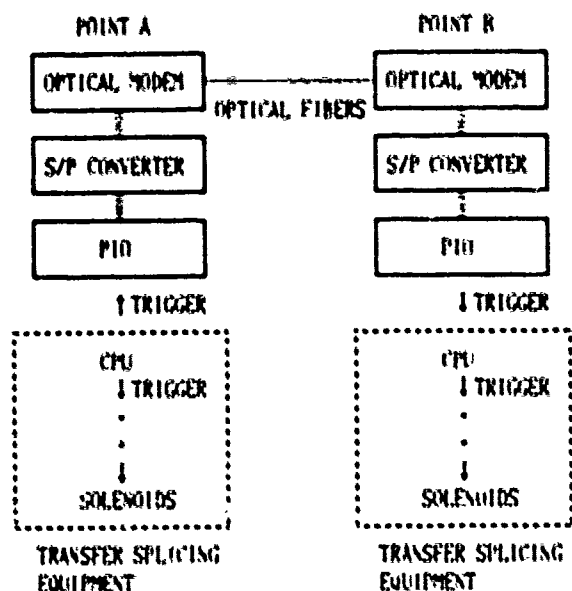 POINT A
POINT B
OPTICAL MODEM
OPTICAL MODEM
OPTICAL FIBERS
S/P CONVERTER
S/P CONVERTER
PIO
PIO
↑ TRIGGER
↓ TRIGGER
CPU
CPU
↓ TRIGGER
↓ TRIGGER
SOLENOIDS
SOLENOIDS
TRANSFER SPLICING
EQUIPMENT
TRANSFER SPLICING
EQUIPMENT